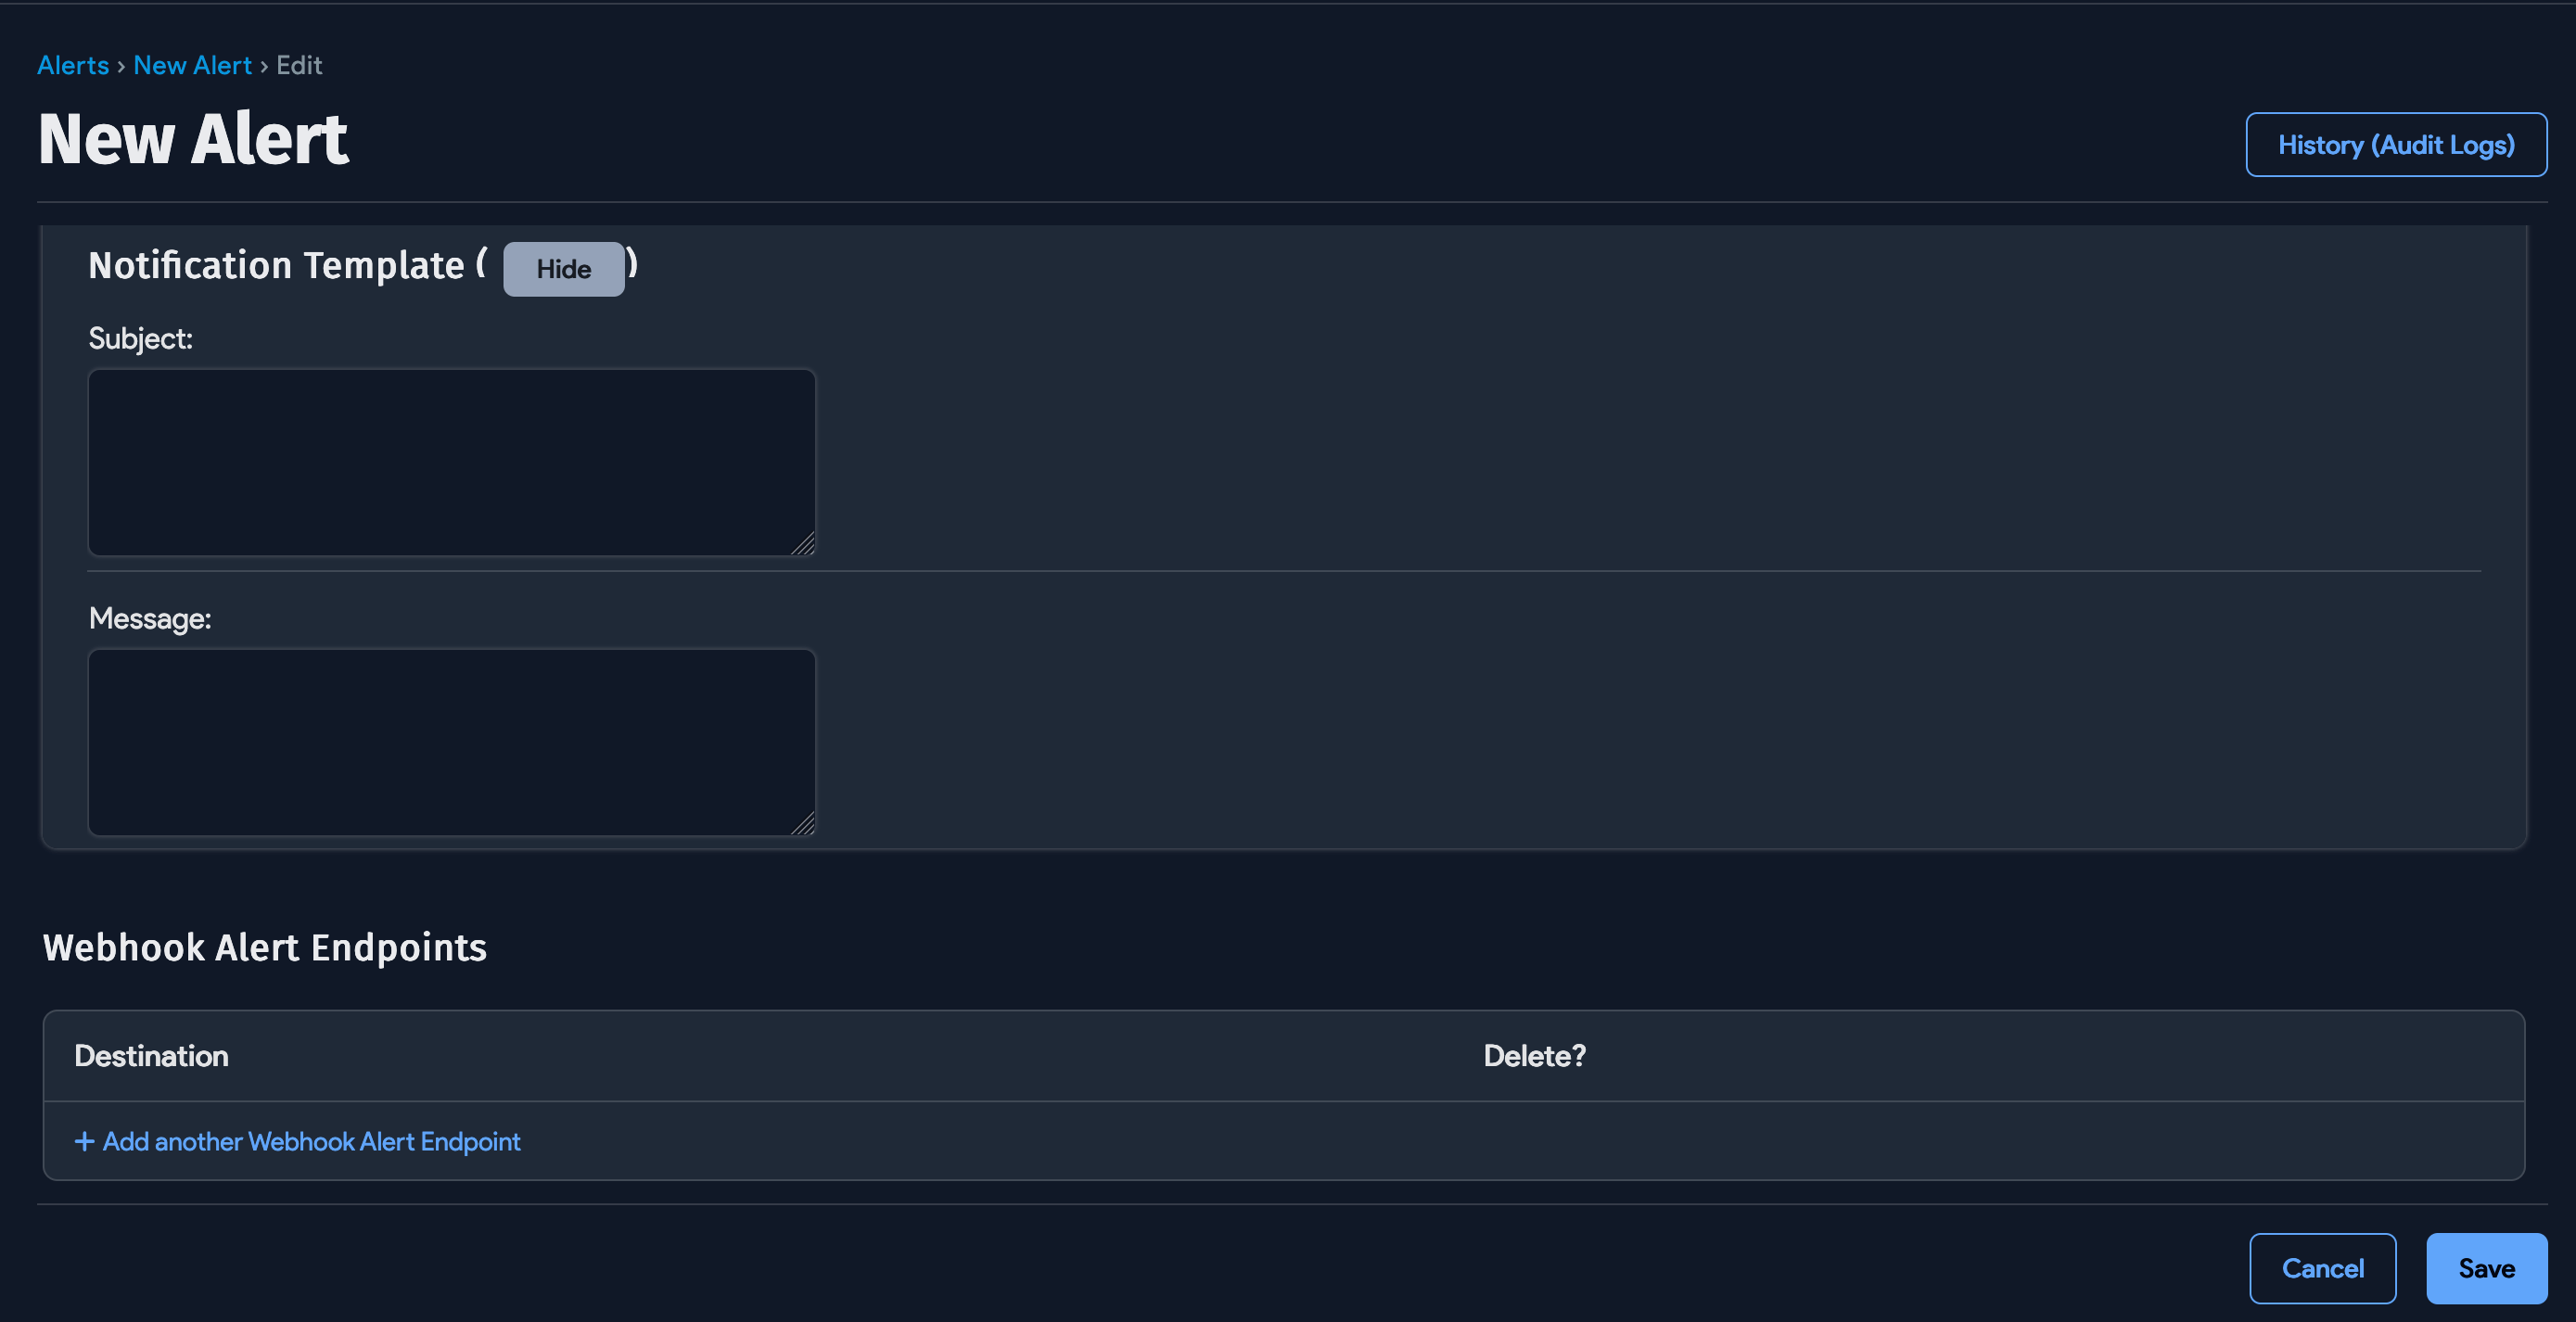 Alerts › New Alert › Edit
New Alert
History (Audit Logs)
Notification Template ( Hide )
Subject:
Message:
Webhook Alert Endpoints
Destination Delete?
+ Add another Webhook Alert Endpoint
Cancel Save